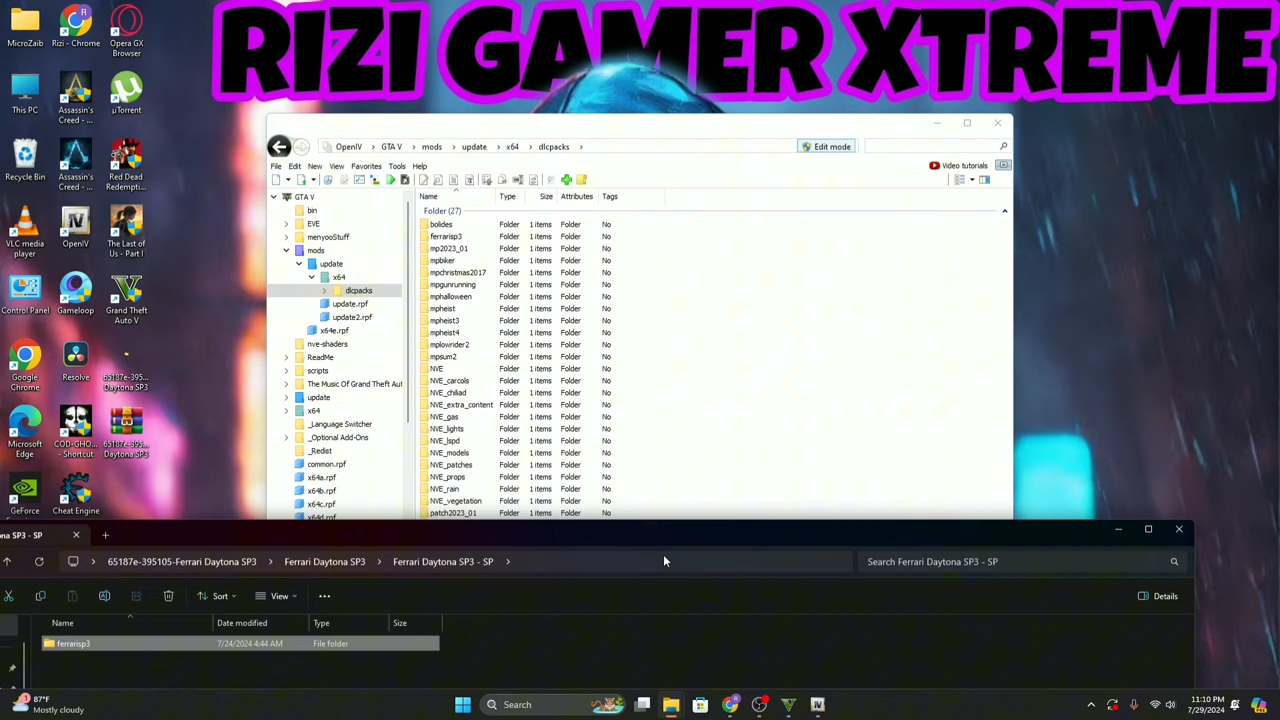 RIZI GAMER XTREME
MicroZaib
Rizi - Chrome
Opera GX
Browser
This PC
Assassin's
Creed - ...
µTorrent
Recycle Bin
Assassin's
Creed - ...
Red Dead
Redempti...
VLC media
player
OpenIV
The Last of
Us - Part I
Control Panel
Gameloop
Grand Theft
Auto V
Google
Chrome
Resolve
65187e-395...
Daytona SP3
Microsoft
Edge
COD-GHO...
- Shortcut
65187e-395...
Daytona SP3
GeForce
Cheat Engine
OpenIV > GTA V > mods > update > x64 > dlcpacks >
Edit mode
File Edit New View Favorites Tools Help
Video tutorials
GTA V
bin
EVE
menyooStuff
mods
update
x64
dlcpacks
update.rpf
update2.rpf
x64e.rpf
nve-shaders
ReadMe
scripts
The Music Of Grand Theft Aut
update
x64
_Language Switcher
_Optional Add-Ons
_Redist
common.rpf
x64a.rpf
x64b.rpf
x64c.rpf
x64d.rpf
Name Type Size Attributes Tags
Folder (27)
bolides Folder 1 items Folder No
ferrarisp3 Folder 1 items Folder No
mp2023_01 Folder 1 items Folder No
mpbiker Folder 1 items Folder No
mpchristmas2017 Folder 1 items Folder No
mpgunrunning Folder 1 items Folder No
mphalloween Folder 1 items Folder No
mpheist Folder 1 items Folder No
mpheist3 Folder 1 items Folder No
mpheist4 Folder 1 items Folder No
mplowrider2 Folder 1 items Folder No
mpsum2 Folder 1 items Folder No
NVE Folder 1 items Folder No
NVE_carcols Folder 1 items Folder No
NVE_chiliad Folder 1 items Folder No
NVE_extra_content Folder 1 items Folder No
NVE_gas Folder 1 items Folder No
NVE_lights Folder 1 items Folder No
NVE_lspd Folder 1 items Folder No
NVE_models Folder 1 items Folder No
NVE_patches Folder 1 items Folder No
NVE_props Folder 1 items Folder No
NVE_rain Folder 1 items Folder No
NVE_vegetation Folder 1 items Folder No
patch2023_01 Folder 1 items Folder No
ona SP3 - SP
65187e-395105-Ferrari Daytona SP3 > Ferrari Daytona SP3 > Ferrari Daytona SP3 - SP >
Search Ferrari Daytona SP3 - SP
Sort View ... Details
Name Date modified Type Size
ferrarisp3 7/24/2024 4:44 AM File folder
1
87°F
Mostly cloudy
Search
11:10 PM
7/29/2024